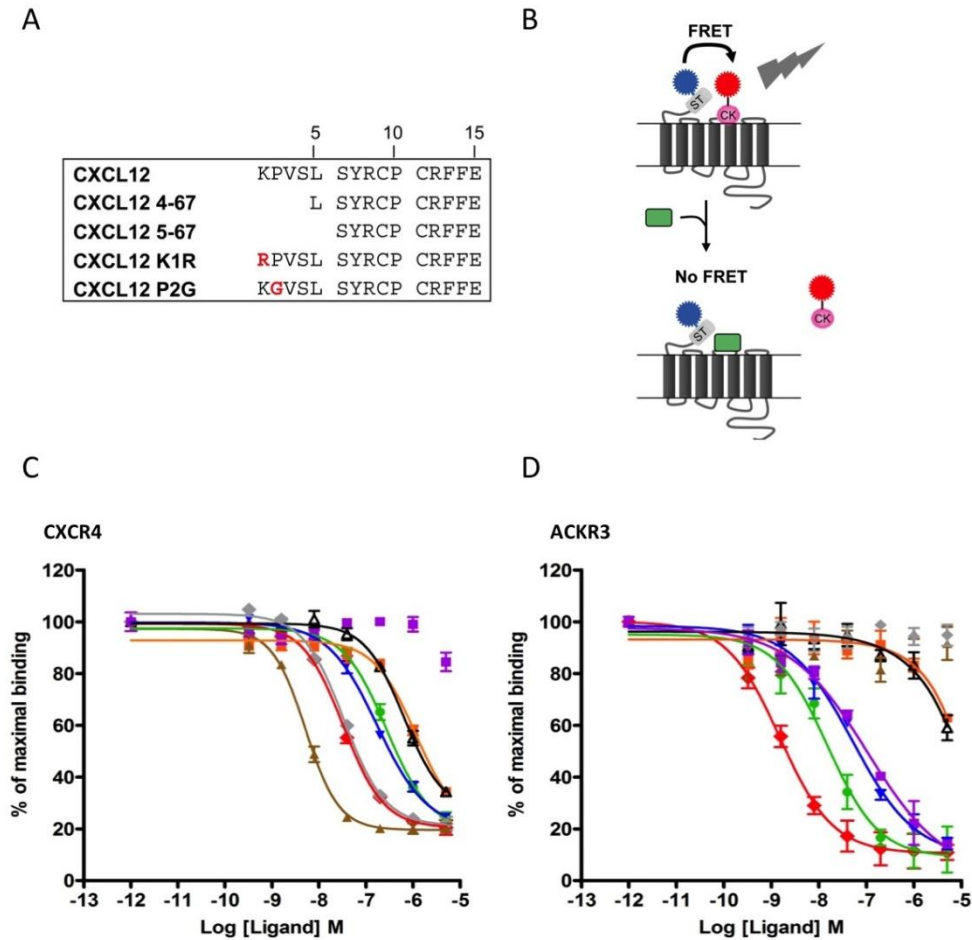 A
5 10 15
CXCL12 KPVSL SYRCP CRFFE
CXCL12 4-67 L SYRCP CRFFE
CXCL12 5-67 SYRCP CRFFE
CXCL12 K1R RPVSL SYRCP CRFFE
CXCL12 P2G KGVSL SYRCP CRFFE
B
FRET
ST
CK
No FRET
ST
CK
C
CXCR4
% of maximal binding
120
100
80
60
40
20
0
-13 -12 -11 -10 -9 -8 -7 -6 -5
Log [Ligand] M
D
ACKR3
% of maximal binding
120
100
80
60
40
20
0
-13 -12 -11 -10 -9 -8 -7 -6 -5
Log [Ligand] M